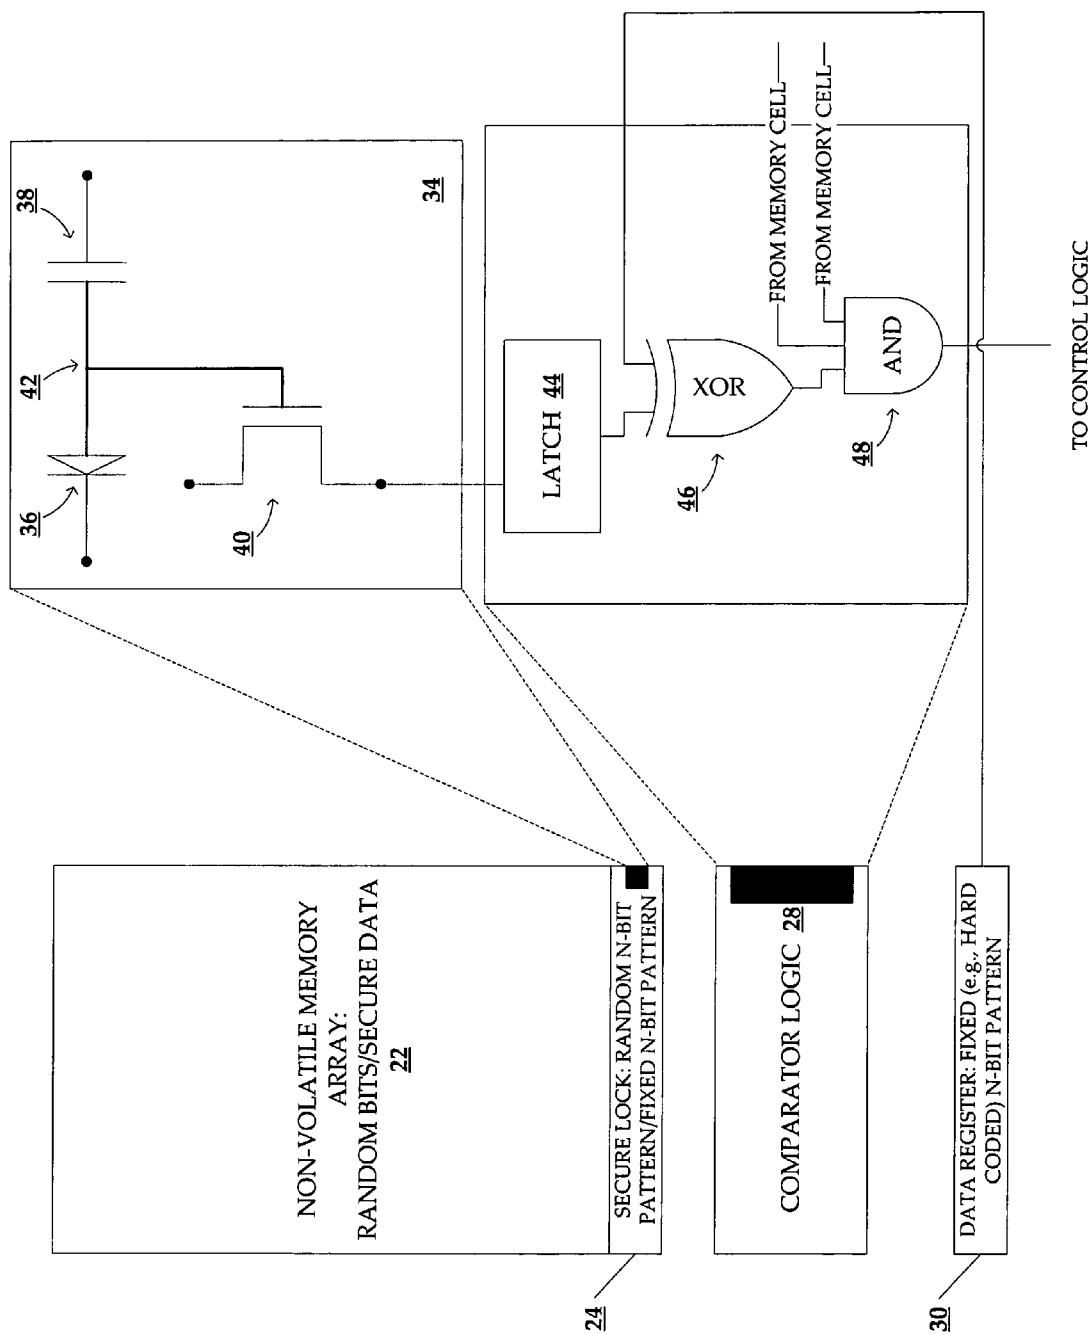 NON-VOLATILE MEMORY
ARRAY:
RANDOM BITS/SECURE DATA
22
SECURE LOCK: RANDOM N-BIT
PATTERN/FIXED N-BIT PATTERN
24
COMPARATOR LOGIC 28
DATA REGISTER: FIXED (e.g., HARD
CODED) N-BIT PATTERN
30
36
42
38
40
34
LATCH 44
XOR
46
FROM MEMORY CELL
FROM MEMORY CELL
AND
48
TO CONTROL LOGIC